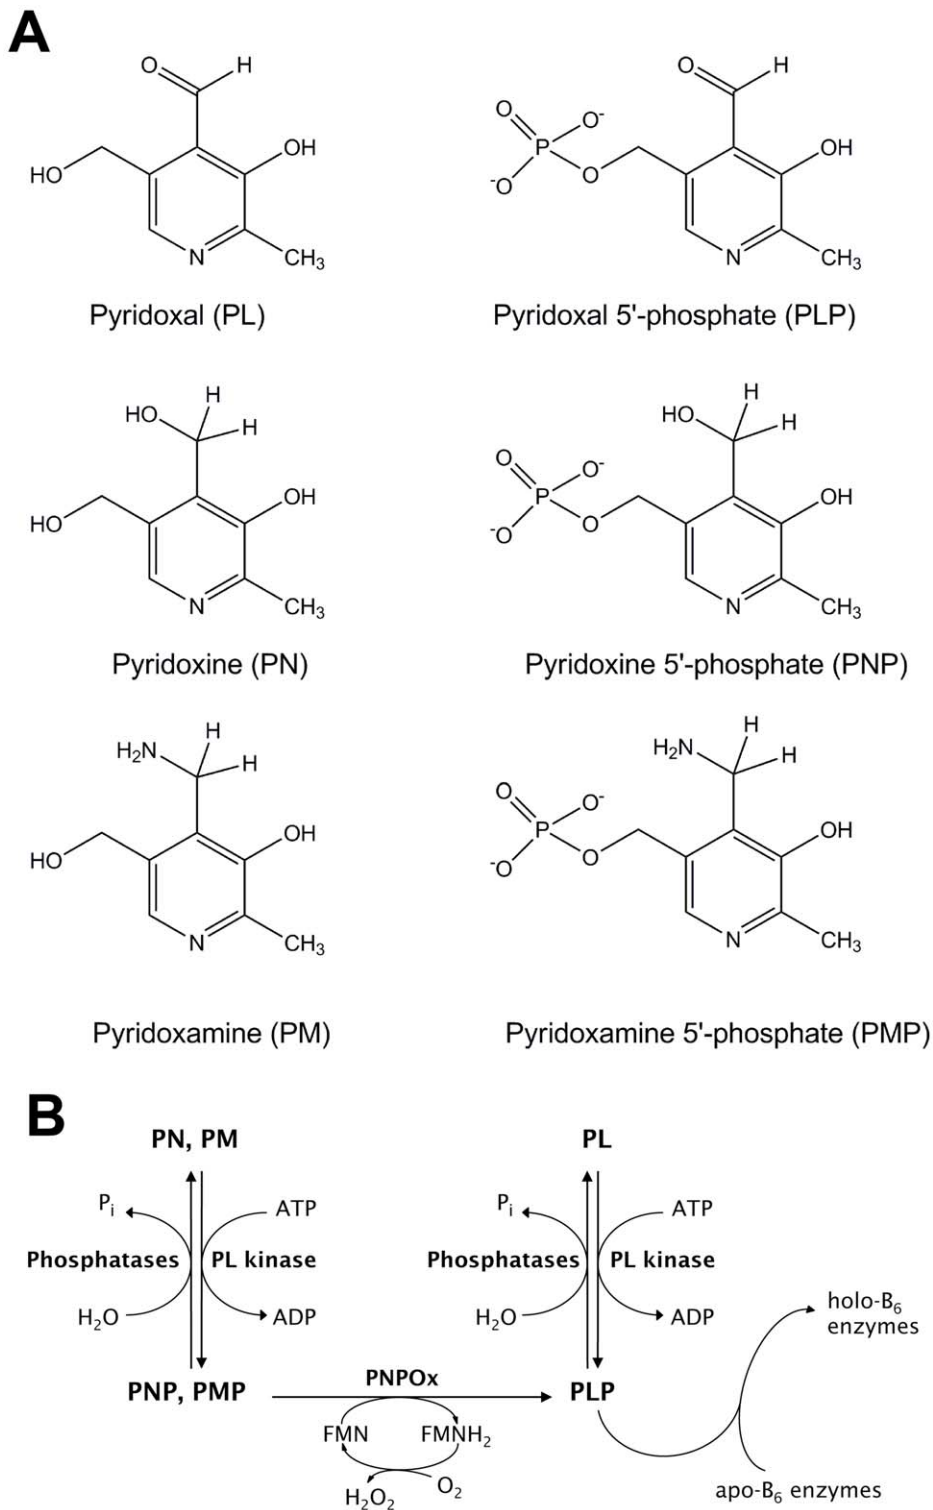 A
O H
HO OH
N CH3
Pyridoxal (PL)
O H
O O-
P OH
-O O
N CH3
Pyridoxal 5'-phosphate (PLP)
H
HO H
HO OH
N CH3
Pyridoxine (PN)
H
HO H
O O-
P OH
-O O
N CH3
Pyridoxine 5'-phosphate (PNP)
H
H2N H
HO OH
N CH3
Pyridoxamine (PM)
H
H2N H
O O-
P OH
-O O
N CH3
Pyridoxamine 5'-phosphate (PMP)
B
PN, PM
Pi ATP
Phosphatases PL kinase
H2O ADP
PNP, PMP
PNPOx
FMN FMNH2
H2O2 O2
PL
Pi ATP
Phosphatases PL kinase
H2O ADP
PLP
holo-B6
enzymes
apo-B6 enzymes